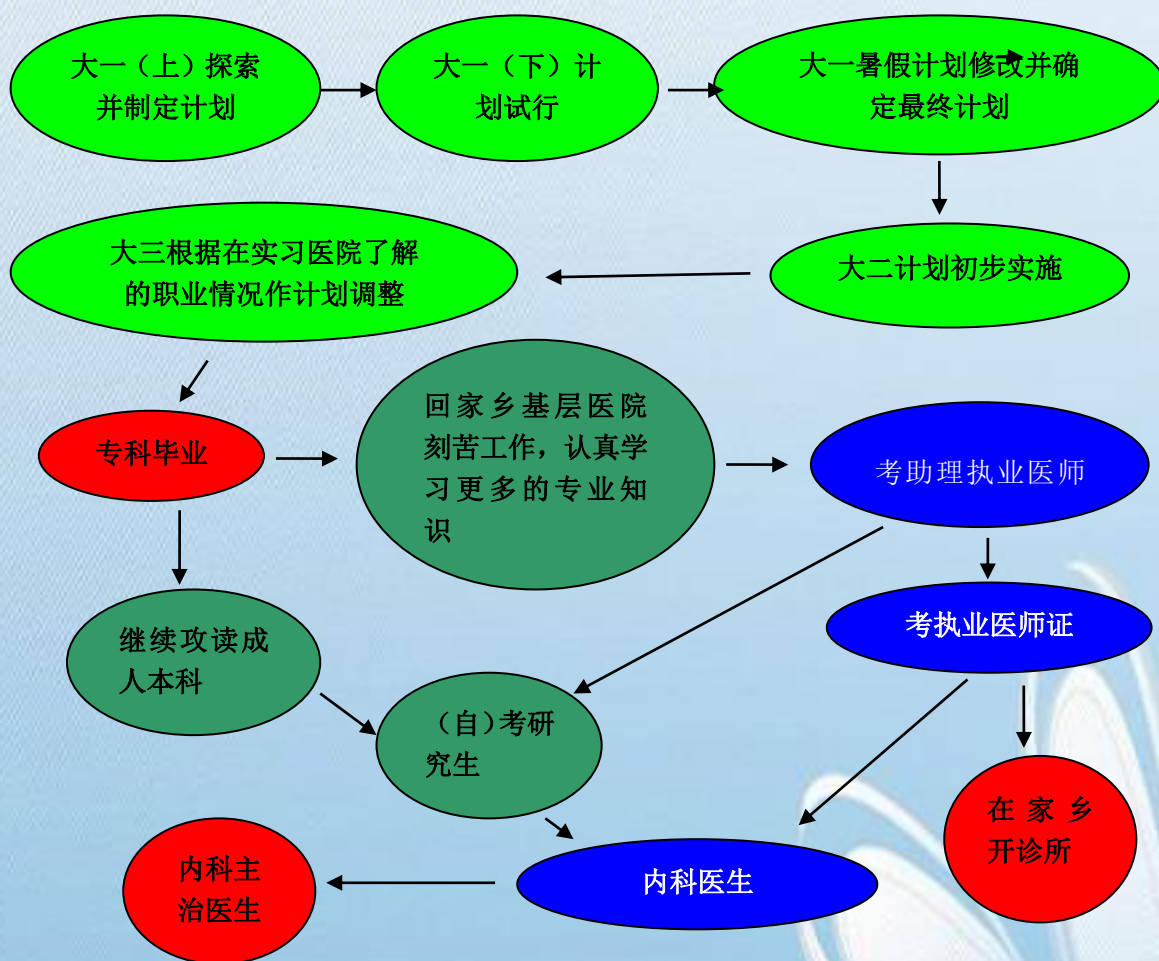 大一（上）探索
并制定计划
大一（下）计
划试行
大一暑假计划修改并确
定最终计划
大三根据在实习医院了解
的职业情况作计划调整
大二计划初步实施
专科毕业
回家乡基层医院
刻苦工作，认真学
习更多的专业知
识
考助理执业医师
继续攻读成
人本科
考执业医师证
（自）考研
究生
在家乡
开诊所
内科主
治医生
内科医生